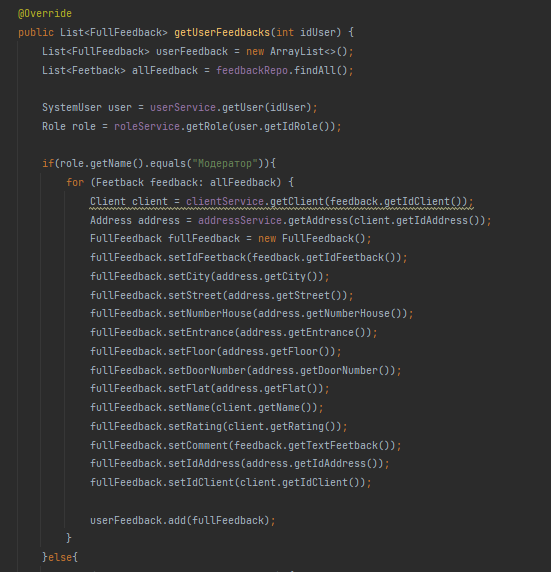 @Override
public List<FullFeedback> getUserFeedbacks(int idUser) {
List<FullFeedback> userFeedback = new ArrayList<>();
List<Feetback> allFeedback = feedbackRepo.findAll();
SystemUser user = userService.getUser(idUser);
Role role = roleService.getRole(user.getIdRole());
if(role.getName().equals("Модератор")){
for (Feetback feedback: allFeedback) {
Client client = clientService.getClient(feedback.getIdClient());
Address address = addressService.getAddress(client.getIdAddress());
FullFeedback fullFeedback = new FullFeedback();
fullFeedback.setIdFeetback(feedback.getIdFeetback());
fullFeedback.setCity(address.getCity());
fullFeedback.setStreet(address.getStreet());
fullFeedback.setNumberHouse(address.getNumberHouse());
fullFeedback.setEntrance(address.getEntrance());
fullFeedback.setFloor(address.getFloor());
fullFeedback.setDoorNumber(address.getDoorNumber());
fullFeedback.setFlat(address.getFlat());
fullFeedback.setName(client.getName());
fullFeedback.setRating(client.getRating());
fullFeedback.setComment(feedback.getTextFeetback());
fullFeedback.setIdAddress(address.getIdAddress());
fullFeedback.setIdClient(client.getIdClient());
userFeedback.add(fullFeedback);
}
}else{